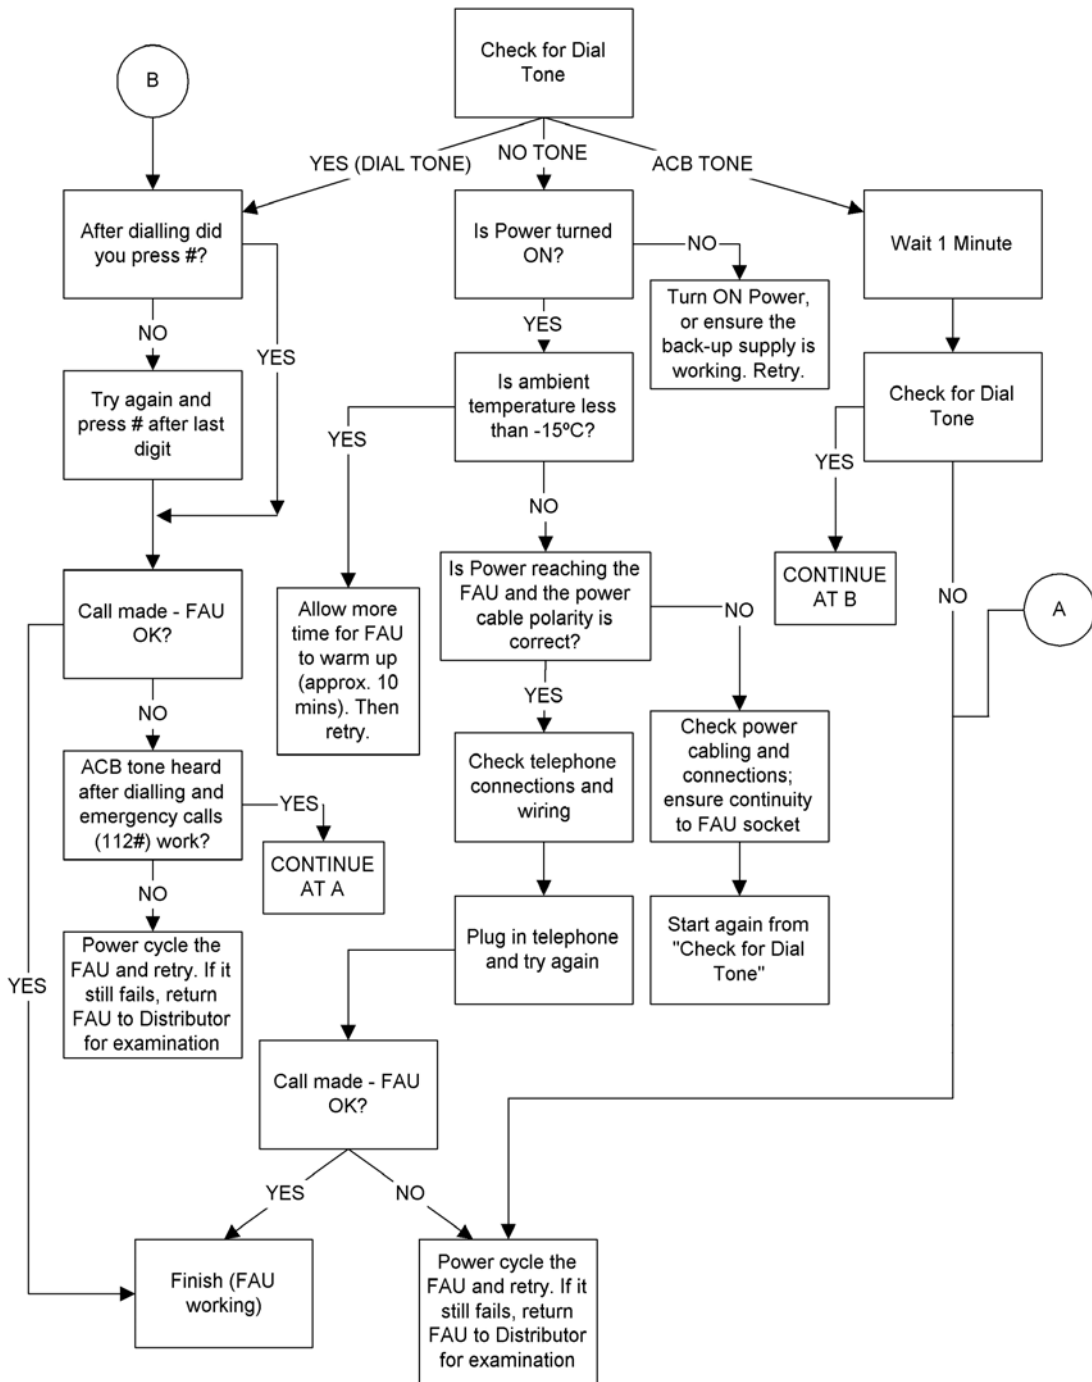 Check for Dial
Tone
B
YES (DIAL TONE)
NO TONE
ACB TONE
After dialling did
you press #?
Is Power turned
ON?
Wait 1 Minute
NO
Turn ON Power,
or ensure the
back-up supply is
working. Retry.
NO
YES
YES
Try again and
press # after last
digit
Is ambient
temperature less
than -15ºC?
Check for Dial
Tone
YES
YES
NO
Is Power reaching the
FAU and the power
cable polarity is
correct?
CONTINUE
AT B
NO
A
Call made - FAU
OK?
Allow more
time for FAU
to warm up
(approx. 10
mins). Then
retry.
NO
YES
NO
ACB tone heard
after dialling and
emergency calls
(112#) work?
Check telephone
connections and
wiring
Check power
cabling and
connections;
ensure continuity
to FAU socket
YES
CONTINUE
AT A
NO
Power cycle the
FAU and retry. If it
still fails, return
FAU to Distributor
for examination
Plug in telephone
and try again
Start again from
"Check for Dial
Tone"
YES
Call made - FAU
OK?
YES
NO
Finish (FAU
working)
Power cycle the
FAU and retry. If it
still fails, return
FAU to Distributor
for examination